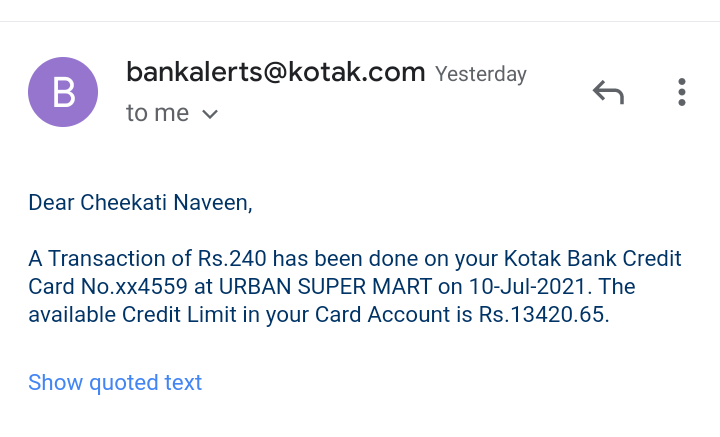 B
bankalerts@kotak.com Yesterday
to me
Dear Cheekati Naveen,
A Transaction of Rs.240 has been done on your Kotak Bank Credit
Card No.xx4559 at URBAN SUPER MART on 10-Jul-2021. The
available Credit Limit in your Card Account is Rs.13420.65.
Show quoted text